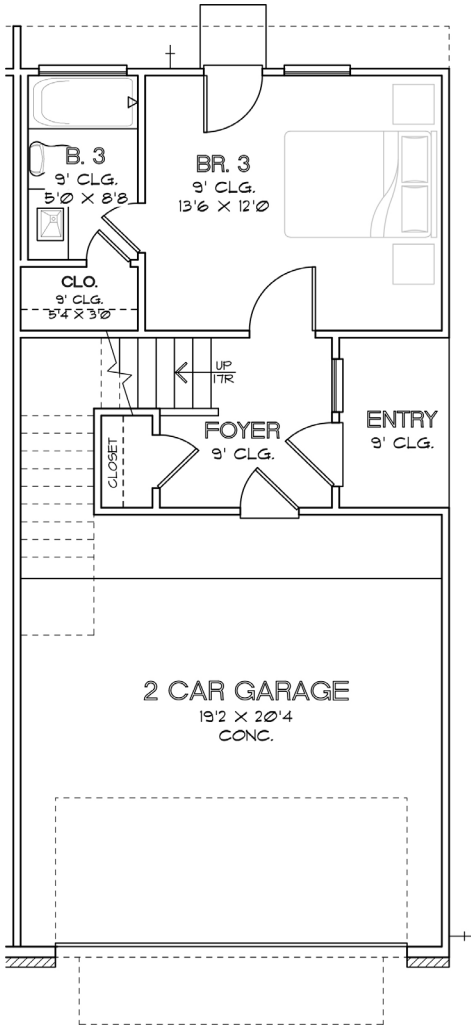 B. 3
9' CLG.
5'0 X 8'8
BR. 3
9' CLG.
13'6 X 12'0
CLO.
9' CLG.
5'4 X 3'0
UP
17R
FOYER
9' CLG.
ENTRY
9' CLG.
CLOSET
2 CAR GARAGE
19'2 X 20'4
CONC.